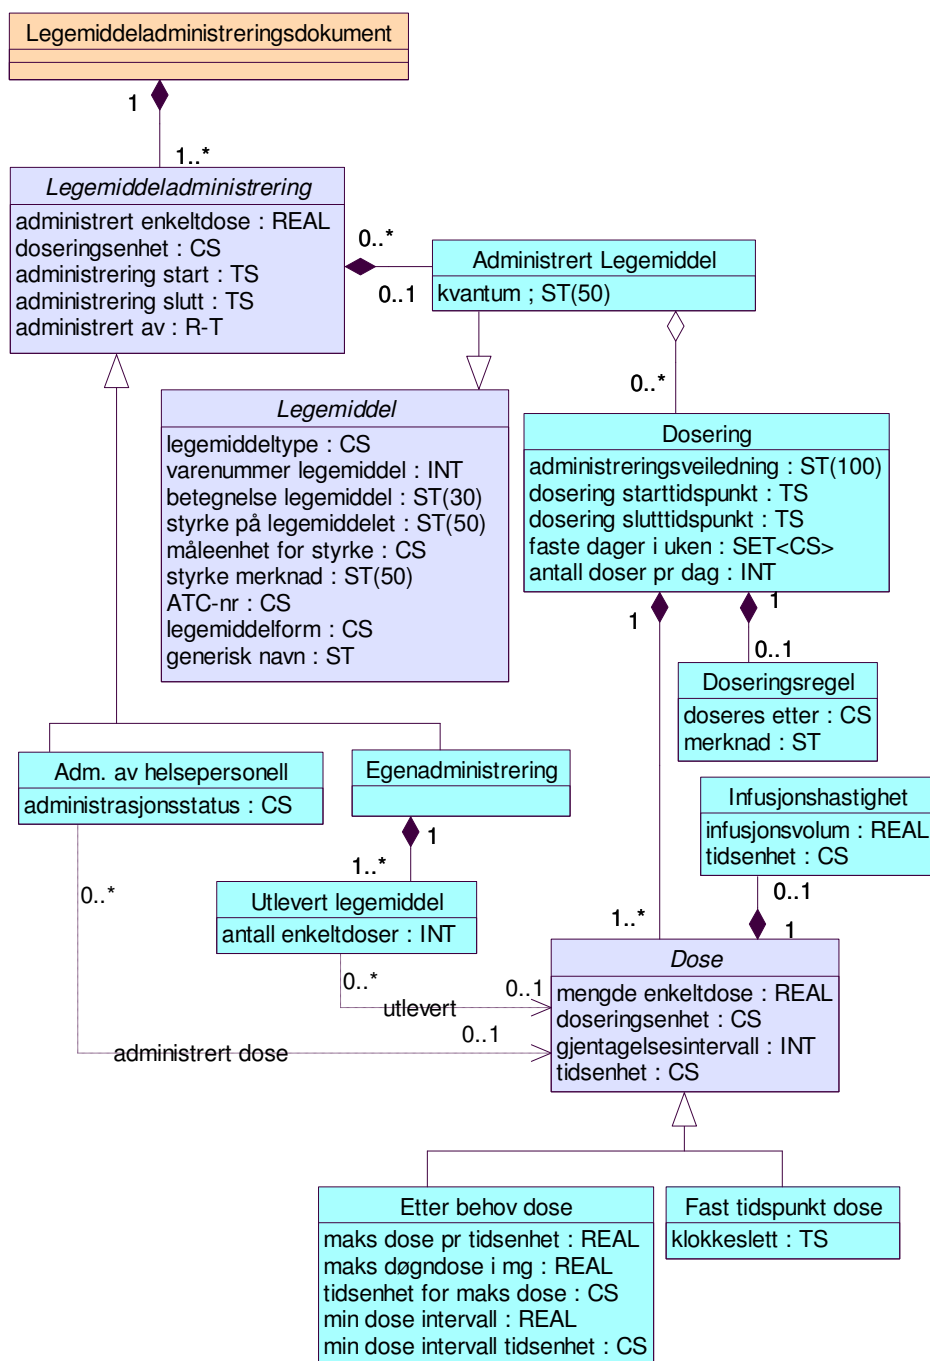 Legemiddeladministreringsdokument
1
1..*
Legemiddeladministrering
administrert enkeltdose : REAL
doseringsenhet : CS
administrering start : TS
administrering slutt : TS
administrert av : R-T
0..*
0..1
Administrert Legemiddel
kvantum ; ST(50)
0..*
Legemiddel
legemiddeltype : CS
varenummer legemiddel : INT
betegnelse legemiddel : ST(30)
styrke på legemiddelet : ST(50)
måleenhet for styrke : CS
styrke merknad : ST(50)
ATC-nr : CS
legemiddelform : CS
generisk navn : ST
Dosering
administreringsveiledning : ST(100)
dosering starttidspunkt : TS
dosering slutttidspunkt : TS
faste dager i uken : SET<CS>
antall doser pr dag : INT
1
1
0..1
Doseringsregel
doseres etter : CS
merknad : ST
Adm. av helsepersonell
administrasjonsstatus : CS
Egenadministrering
1
1..*
Infusjonshastighet
infusjonsvolum : REAL
tidsenhet : CS
0..1
1
0..*
Utlevert legemiddel
antall enkeltdoser : INT
1..*
Dose
mengde enkeltdose : REAL
doseringsenhet : CS
gjentagelsesintervall : INT
tidsenhet : CS
0..*
utlevert
0..1
administrert dose
0..1
Etter behov dose
maks dose pr tidsenhet : REAL
maks døgndose i mg : REAL
tidsenhet for maks dose : CS
min dose intervall : REAL
min dose intervall tidsenhet : CS
Fast tidspunkt dose
klokkeslett : TS